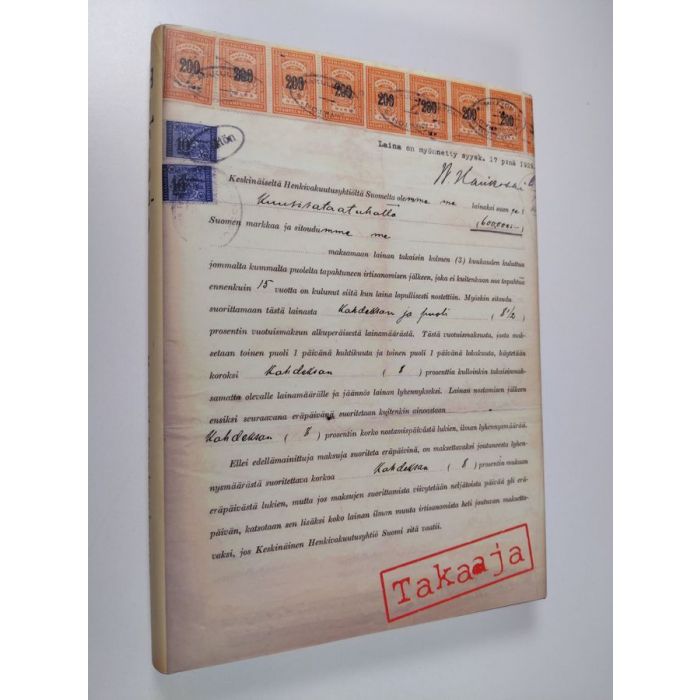 200 200 200 200 200 200 200 200
Laina on myönnetty syysk. 17 pnä
10
10
Keskinäiseltä Henkivakuutusyhtiöltä Suomelta olemme me lainaksi saan
Kuusisataatuhatta (600,000:-)
Suomen markkaa ja sitoudumme me
maksamaan lainan takaisin kolmen (3) kuukauden kuluttua
jommalta kummalta puolelta tapahtuneen irtisanomisen jälkeen, joka ei kuitenkaan saa tapahtua
ennenkuin 15 vuotta on kulunut siitä kun laina lopullisesti nostettiin. Myöskin sitoudu
suorittamaan tästä lainasta Kahdeksan ja puoli ( 8 1/2 )
prosentin vuotuismaksun alkuperäisestä lainamäärästä. Tästä vuotuismaksusta, josta mak-
setaan toinen puoli 1 päivänä huhtikuuta ja toinen puoli 1 päivänä lokakuuta, käytetään
koroksi Kahdeksan ( 8 ) prosenttia kulloinkin takaisinmak-
samatta olevalle lainamäärälle ja jäännös lainan lyhennykseksi. Lainan nostamisen jälkeen
ensiksi seuraavana eräpäivänä suoritetaan kuitenkin ainoastaan
Kahdeksan ( 8 ) prosentin korko nostamispäivästä lukien, ilman lyhennysmäärää.
Ellei edellämainittuja maksuja suoriteta eräpäivinä, on maksettavaksi joutuneesta lyhen-
nysmäärästä suoritettava korkoa Kahdeksan ( 8 ) prosentin mukaan
eräpäivästä lukien, mutta jos maksujen suorittamista viivytetään neljätoista päivää yli erä-
päivän, katsotaan sen lisäksi koko lainan ilman muuta irtisanomista heti joutuvan maksetta-
vaksi, jos Keskinäinen Henkivakuutusyhtiö Suomi sitä vaatii.
Takaaja